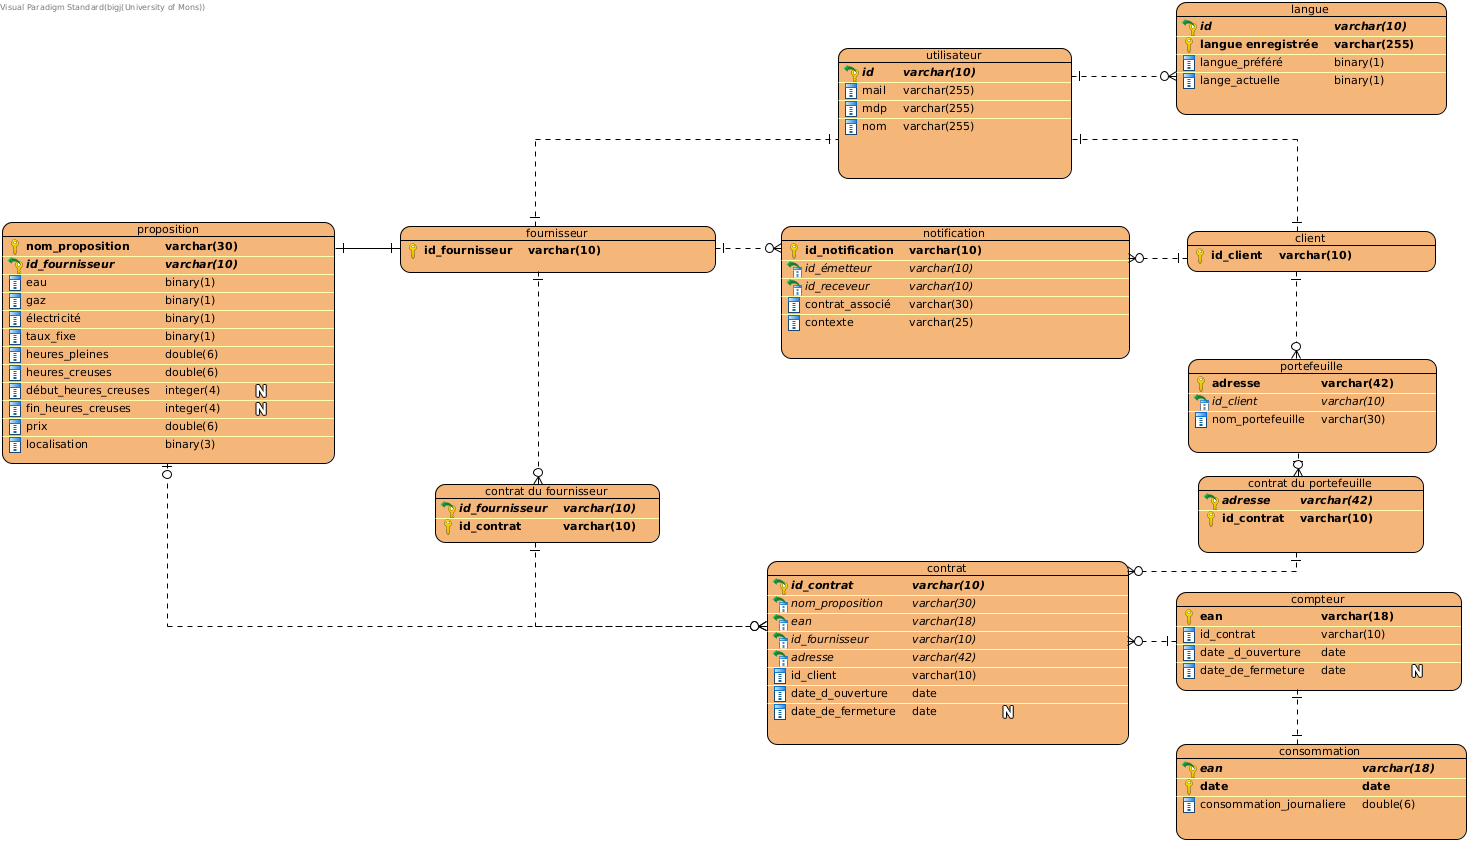 Visual Paradigm Standard(bigj(University of Mons))
langue
id varchar(10)
langue enregistrée varchar(255)
langue_préféré binary(1)
lange_actuelle binary(1)
utilisateur
id varchar(10)
mail varchar(255)
mdp varchar(255)
nom varchar(255)
proposition
nom_proposition varchar(30)
id_fournisseur varchar(10)
eau binary(1)
gaz binary(1)
électricité binary(1)
taux_fixe binary(1)
heures_pleines double(6)
heures_creuses double(6)
début_heures_creuses integer(4) N
fin_heures_creuses integer(4) N
prix double(6)
localisation binary(3)
fournisseur
id_fournisseur varchar(10)
notification
id_notification varchar(10)
id_émetteur varchar(10)
id_receveur varchar(10)
contrat_associé varchar(30)
contexte varchar(25)
client
id_client varchar(10)
portefeuille
adresse varchar(42)
id_client varchar(10)
nom_portefeuille varchar(30)
contrat du fournisseur
id_fournisseur varchar(10)
id_contrat varchar(10)
contrat du portefeuille
adresse varchar(42)
id_contrat varchar(10)
contrat
id_contrat varchar(10)
nom_proposition varchar(30)
ean varchar(18)
id_fournisseur varchar(10)
adresse varchar(42)
id_client varchar(10)
date_d_ouverture date
date_de_fermeture date N
compteur
ean varchar(18)
id_contrat varchar(10)
date _d_ouverture date
date_de_fermeture date N
consommation
ean varchar(18)
date date
consommation_journaliere double(6)